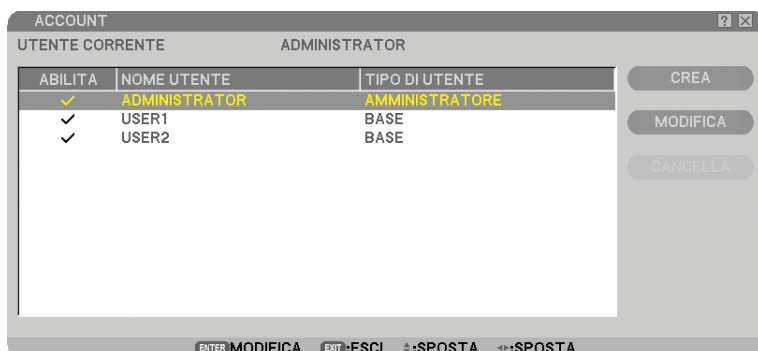 ACCOUNT ?
UTENTE CORRENTE ADMINISTRATOR
ABILITA NOME UTENTE TIPO DI UTENTE
ADMINISTRATOR AMMINISTRATORE
USER1 BASE
USER2 BASE
CREA
MODIFICA
CANCELLA
ENTER MODIFICA EXIT :ESCI :SPOSTA :SPOSTA